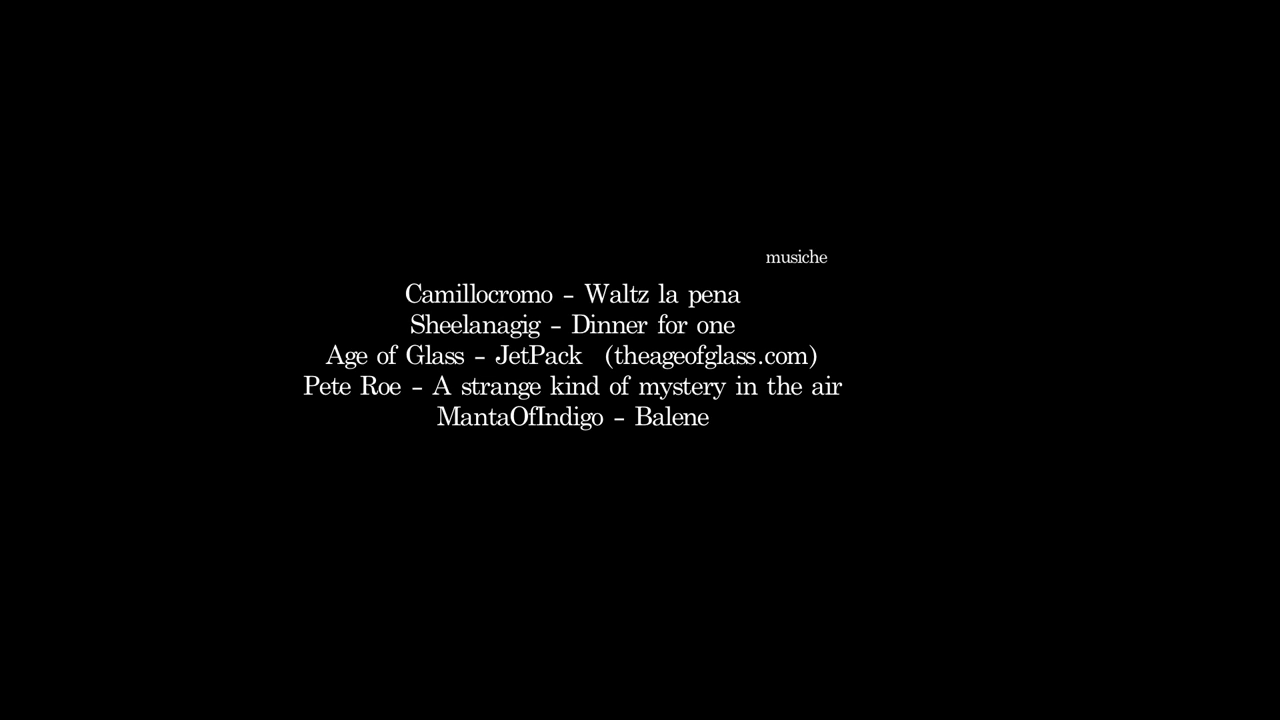 musiche
Camillocromo - Waltz la pena
Sheelanagig - Dinner for one
Age of Glass - JetPack (theageofglass.com)
Pete Roe - A strange kind of mystery in the air
MantaOfIndigo - Balene